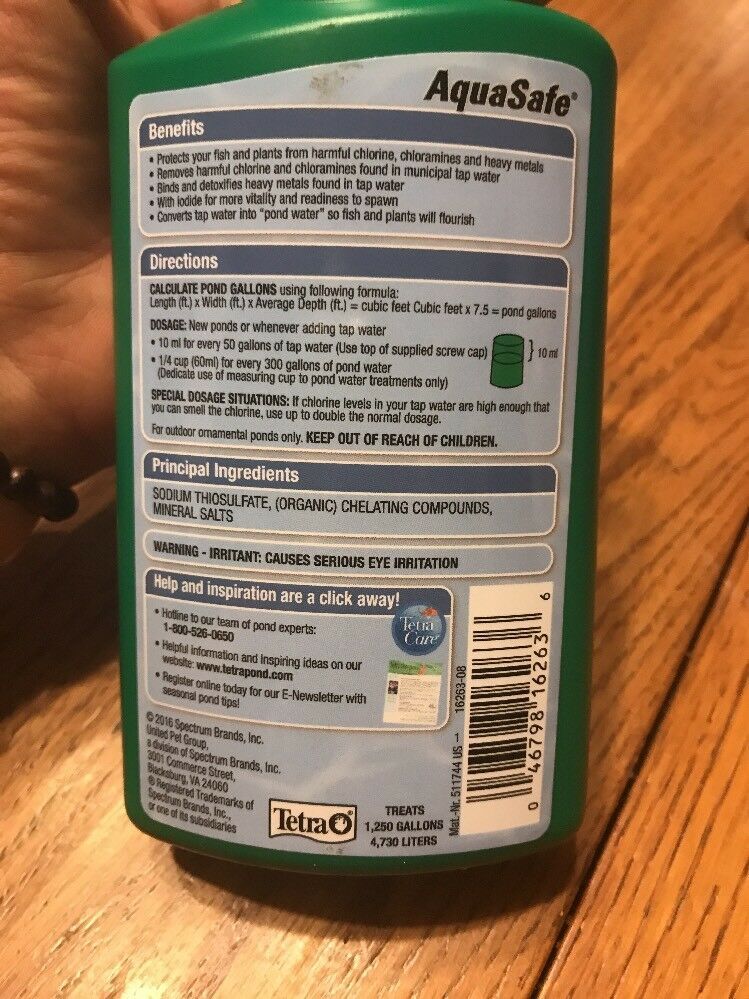 AquaSafe®
Benefits
• Protects your fish and plants from harmful chlorine, chloramines and heavy metals
• Removes harmful chlorine and chloramines found in municipal tap water
• Binds and detoxifies heavy metals found in tap water
• With iodide for more vitality and readiness to spawn
• Converts tap water into "pond water" so fish and plants will flourish
Directions
CALCULATE POND GALLONS using following formula:
Length (ft.) x Width (ft.) x Average Depth (ft.) = cubic feet Cubic feet x 7.5 = pond gallons
DOSAGE: New ponds or whenever adding tap water
• 10 ml for every 50 gallons of tap water (Use top of supplied screw cap)
10 ml
• 1/4 cup (60ml) for every 300 gallons of pond water
(Dedicate use of measuring cup to pond water treatments only)
SPECIAL DOSAGE SITUATIONS: If chlorine levels in your tap water are high enough that
you can smell the chlorine, use up to double the normal dosage.
For outdoor ornamental ponds only. KEEP OUT OF REACH OF CHILDREN.
Principal Ingredients
SODIUM THIOSULFATE, (ORGANIC) CHELATING COMPOUNDS,
MINERAL SALTS
WARNING - IRRITANT: CAUSES SERIOUS EYE IRRITATION
Help and inspiration are a click away!
• Hotline to our team of pond experts:
1-800-526-0650
• Helpful information and inspiring ideas on our
website: www.tetrapond.com
• Register online today for our E-Newsletter with
seasonal pond tips!
Tetra
Care
© 2016 Spectrum Brands, Inc.
United Pet Group,
a division of Spectrum Brands, Inc.
3001 Commerce Street,
Blacksburg, VA 24060
® Registered Trademarks of
Spectrum Brands, Inc.,
or one of its subsidiaries
Tetra
TREATS
1,250 GALLONS
4,730 LITERS
Mat.-Nr. 511744 US 1 16263-08
0 46798 16263 6